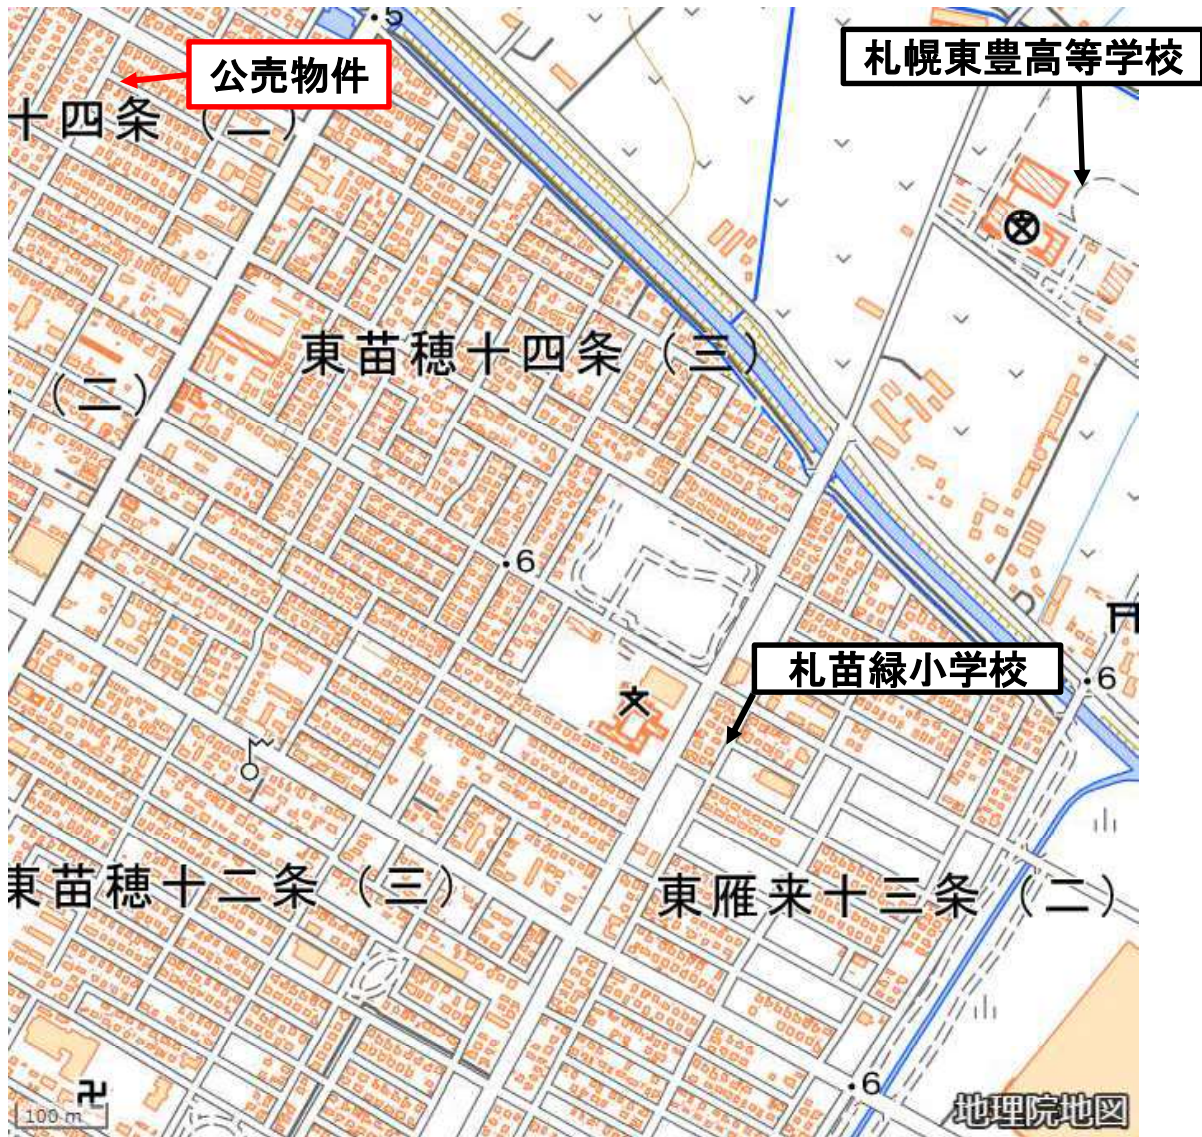 5
公売物件
札幌東豊高等学校
十四条（二）
東苗穂十四条（三）
（二）
6
札苗緑小学校
6
東苗穂十二条（三）
東雁来十三条（二）
6
100 m
地理院地図